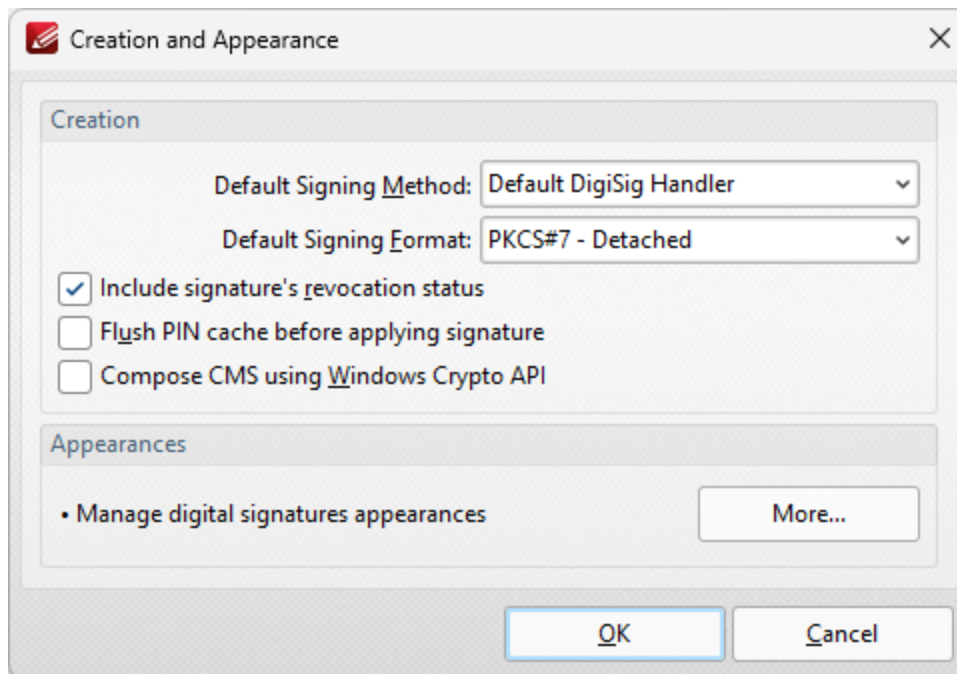 Creation and Appearance
Creation
Default Signing Method: Default DigiSig Handler
Default Signing Format: PKCS#7 - Detached
Include signature's revocation status
Flush PIN cache before applying signature
Compose CMS using Windows Crypto API
Appearances
• Manage digital signatures appearances More...
OK Cancel